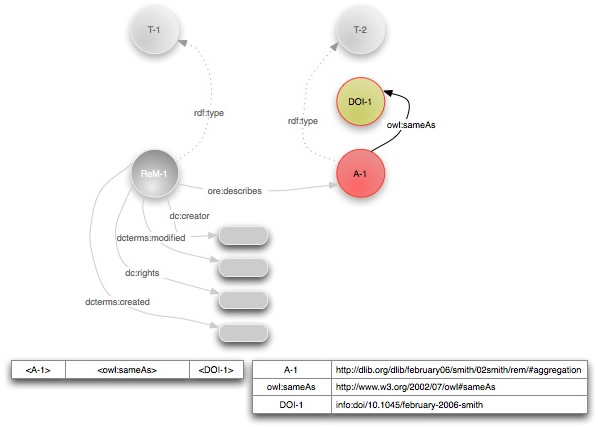 T-1
T-2
DOI-1
rdf:type
rdf:type
owl:sameAs
ReM-1
A-1
ore:describes
dc:creator
dcterms:modified
dc:rights
dcterms:created
<A-1> <owl:sameAs> <DOI-1>
A-1 http://dlib.org/dlib/february06/smith/02smith/rem/#aggregation
owl:sameAs http://www.w3.org/2002/07/owl#sameAs
DOI-1 info:doi/10.1045/february-2006-smith